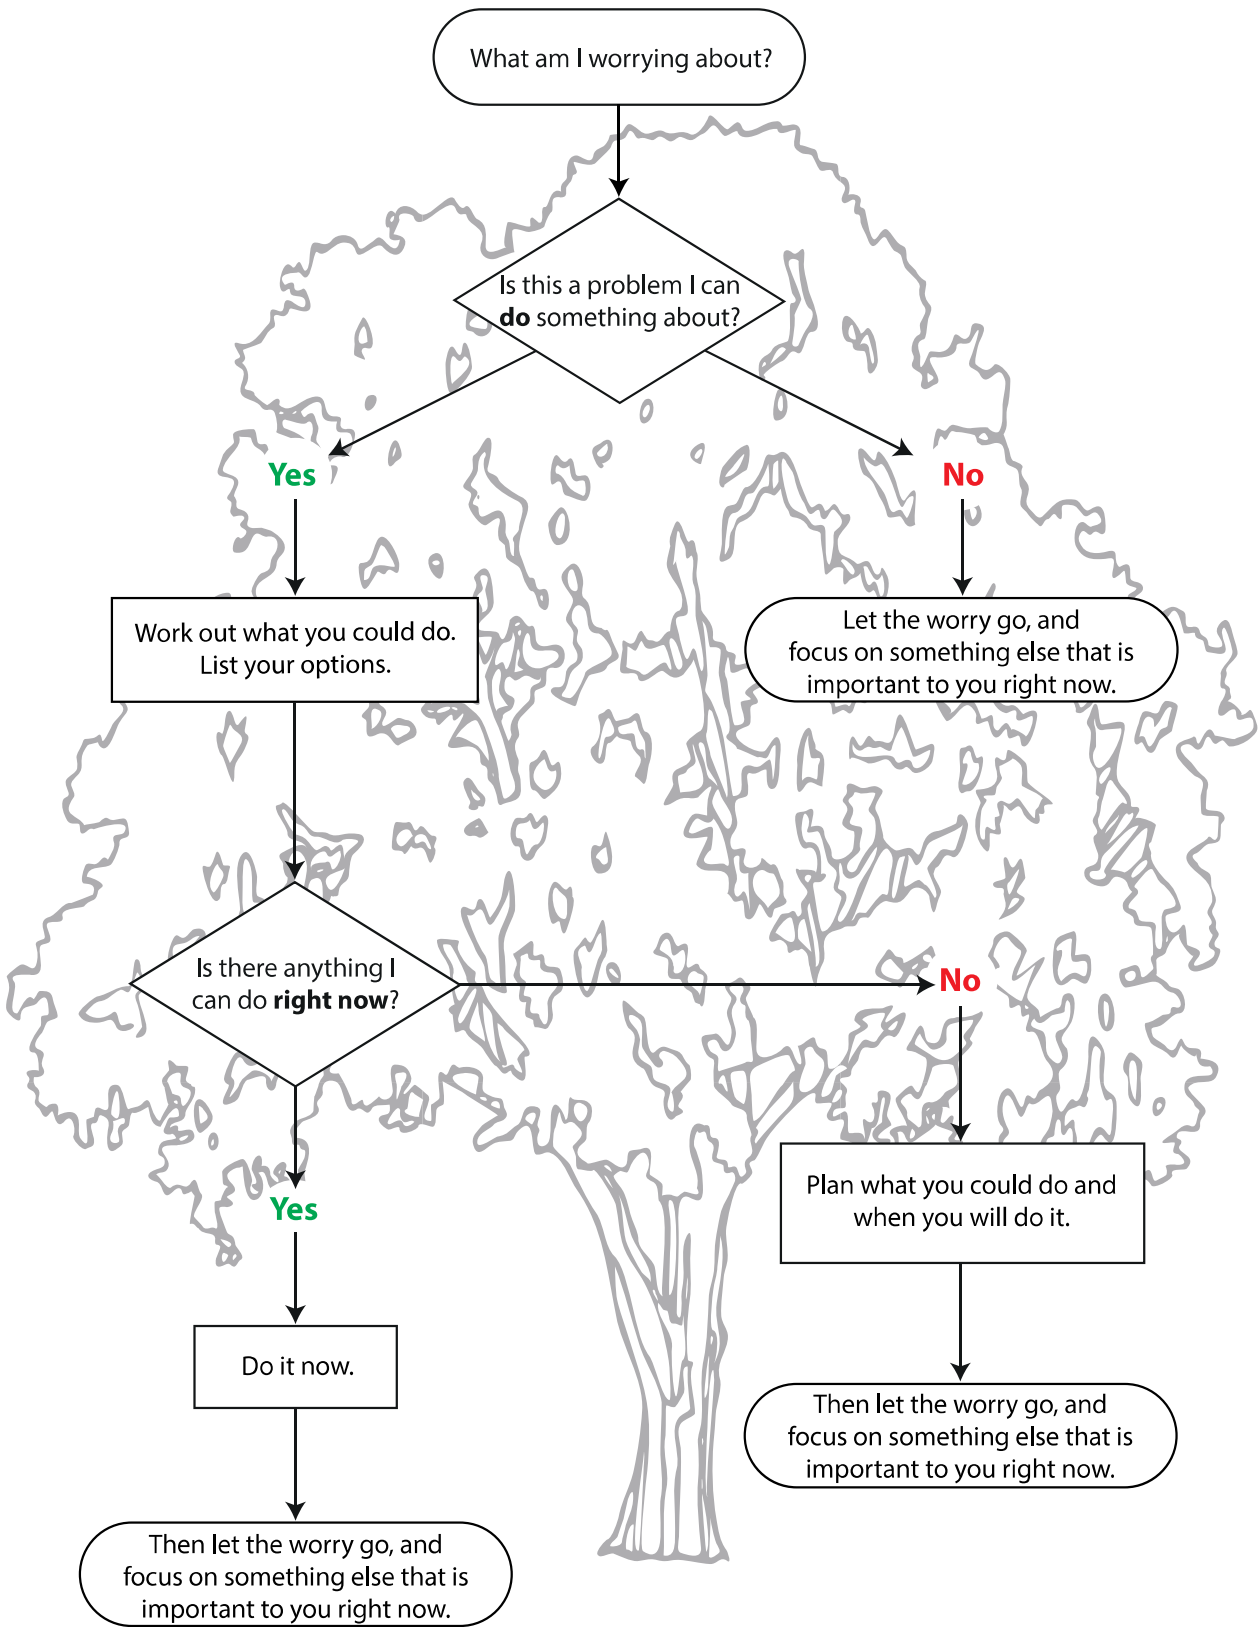 What am I worrying about?
Is this a problem I can
do something about?
Yes
No
Work out what you could do.
List your options.
Let the worry go, and
focus on something else that is
important to you right now.
Is there anything I
can do right now?
No
Yes
Plan what you could do and
when you will do it.
Do it now.
Then let the worry go, and
focus on something else that is
important to you right now.
Then let the worry go, and
focus on something else that is
important to you right now.